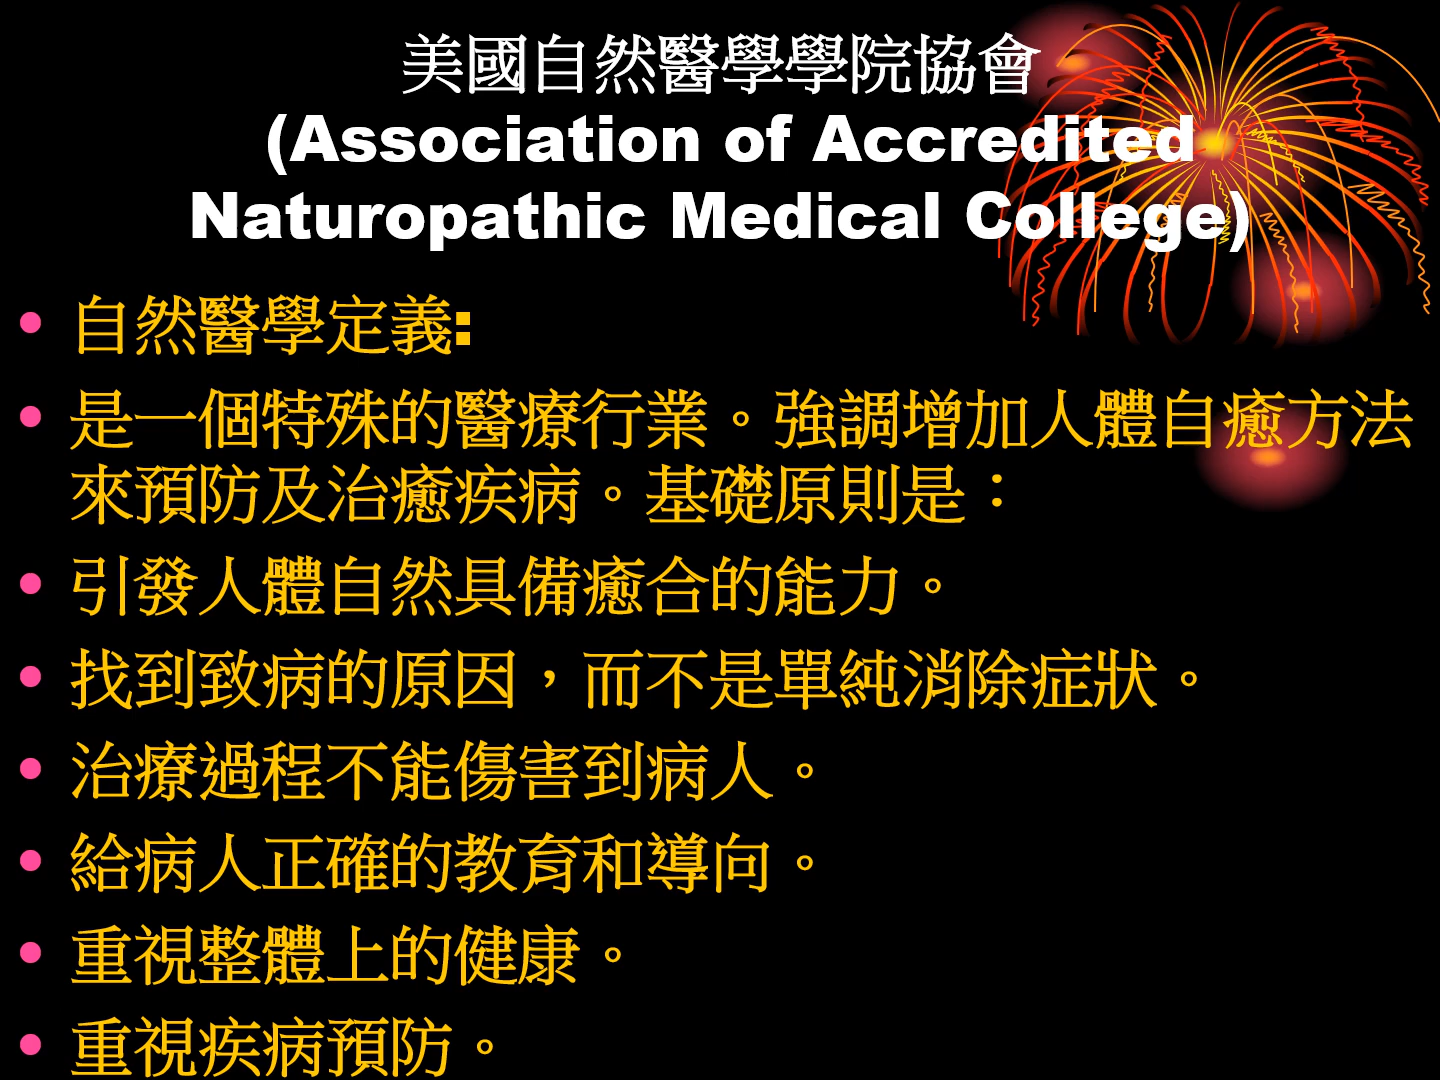 美國自然醫學學院協會
(Association of Accredited
Naturopathic Medical College)
• 自然醫學定義:
• 是一個特殊的醫療行業。強調增加人體自癒方法
來預防及治癒疾病。基礎原則是：
• 引發人體自然具備癒合的能力。
• 找到致病的原因，而不是單純消除症狀。
• 治療過程不能傷害到病人。
• 給病人正確的教育和導向。
• 重視整體上的健康。
• 重視疾病預防。